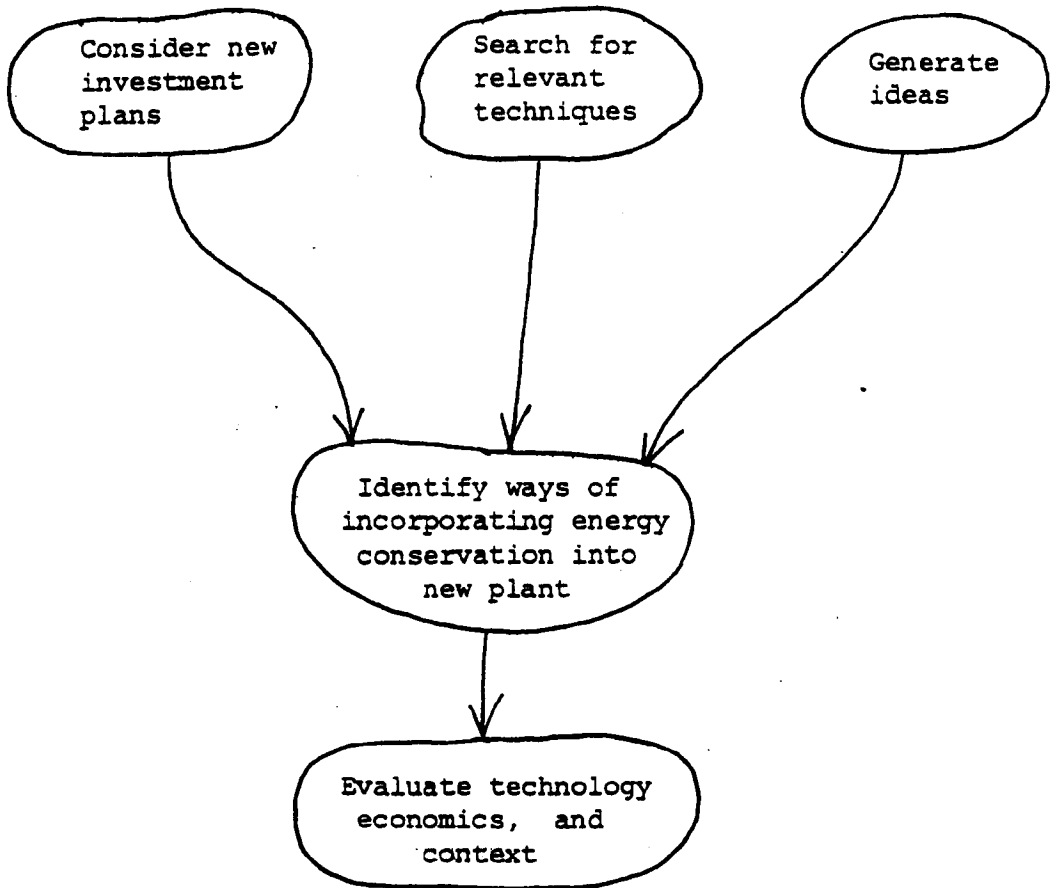 Consider new
investment
plans
Search for
relevant
techniques
Generate
ideas
Identify ways of
incorporating energy
conservation into
new plant
Evaluate technology
economics, and
context